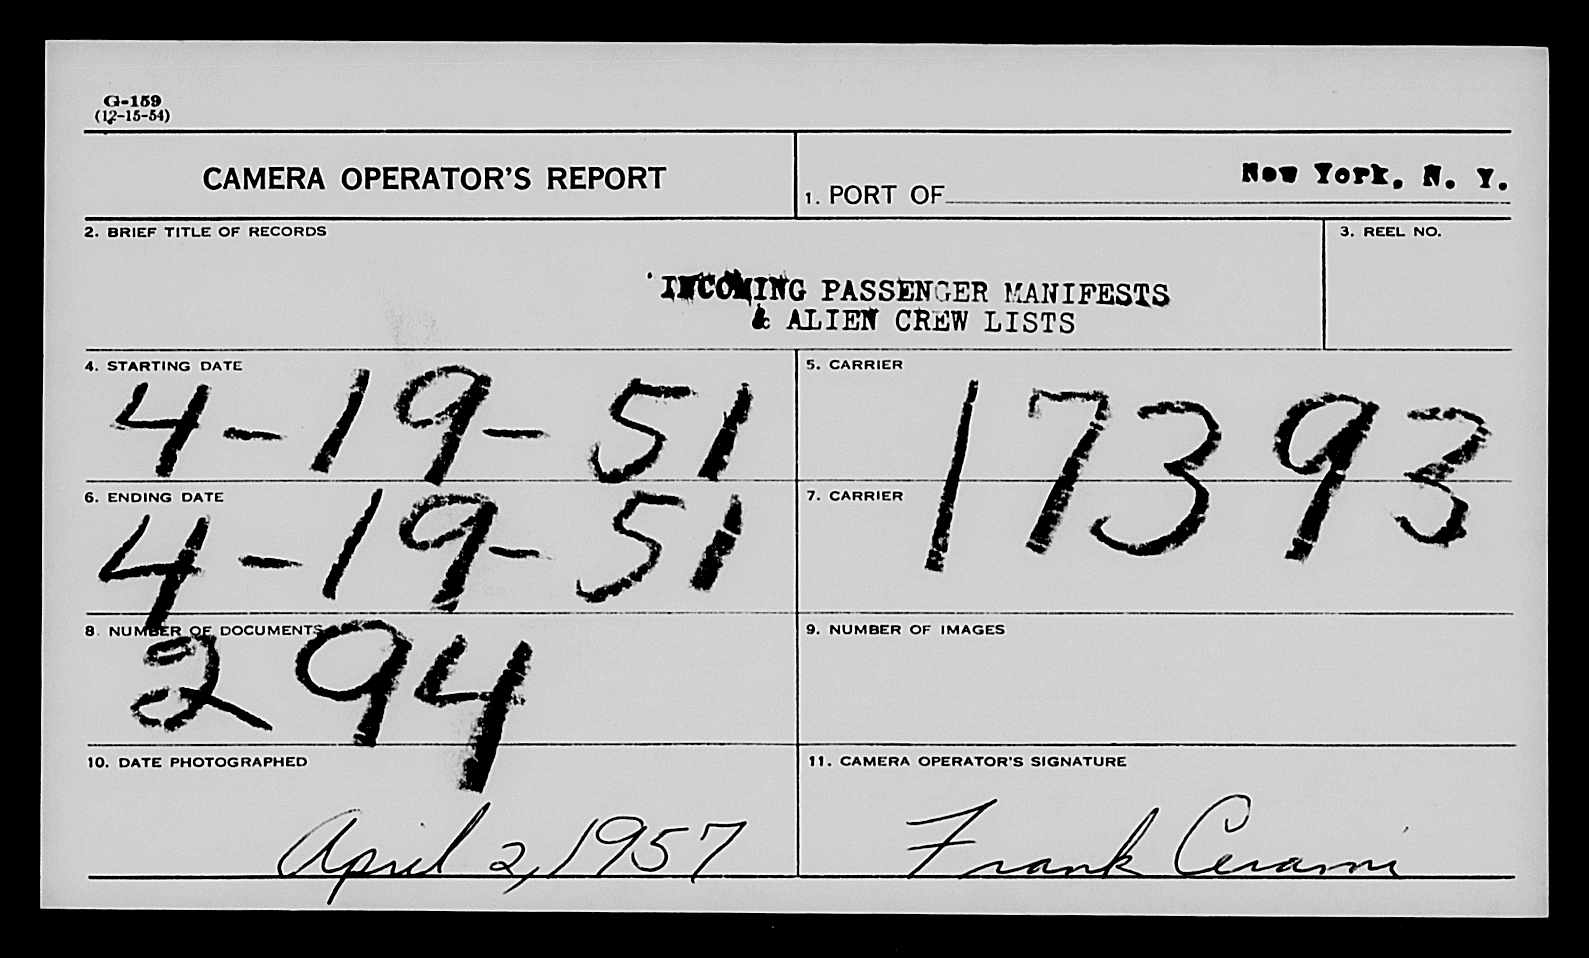 G-159
(12-15-54)
CAMERA OPERATOR'S REPORT
1. PORT OF New York, N. Y.
2. BRIEF TITLE OF RECORDS
3. REEL NO.
INCOMING PASSENGER MANIFESTS
& ALIEN CREW LISTS
4. STARTING DATE
4-19-51
5. CARRIER
17393
6. ENDING DATE
4-19-51
7. CARRIER
8. NUMBER OF DOCUMENTS
294
9. NUMBER OF IMAGES
10. DATE PHOTOGRAPHED
April 2, 1957
11. CAMERA OPERATOR'S SIGNATURE
Frank Cerami